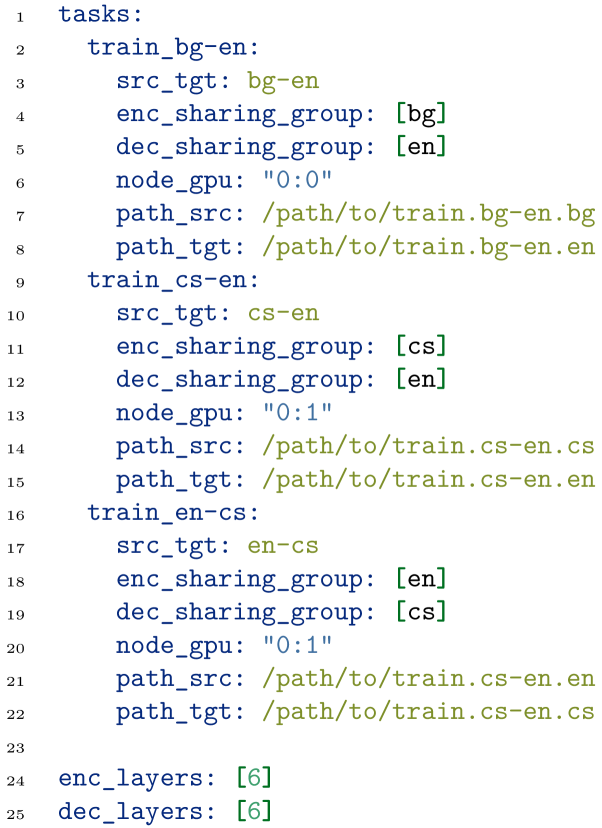 1 tasks:
2   train_bg-en:
3     src_tgt: bg-en
4     enc_sharing_group: [bg]
5     dec_sharing_group: [en]
6     node_gpu: "0:0"
7     path_src: /path/to/train.bg-en.bg
8     path_tgt: /path/to/train.bg-en.en
9   train_cs-en:
10     src_tgt: cs-en
11     enc_sharing_group: [cs]
12     dec_sharing_group: [en]
13     node_gpu: "0:1"
14     path_src: /path/to/train.cs-en.cs
15     path_tgt: /path/to/train.cs-en.en
16   train_en-cs:
17     src_tgt: en-cs
18     enc_sharing_group: [en]
19     dec_sharing_group: [cs]
20     node_gpu: "0:1"
21     path_src: /path/to/train.cs-en.en
22     path_tgt: /path/to/train.cs-en.cs
23
24 enc_layers: [6]
25 dec_layers: [6]